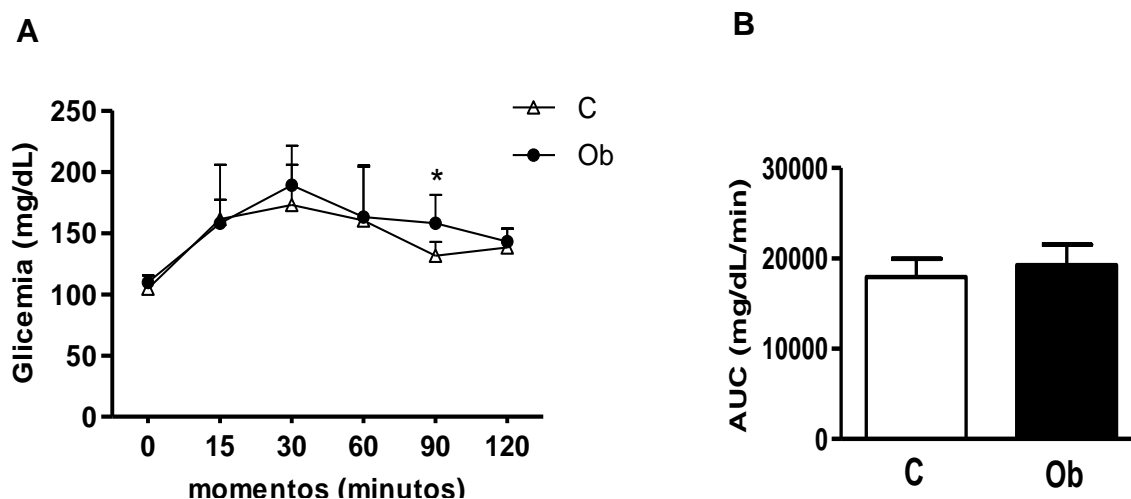 A
Glicemia (mg/dL)
250
200
150
100
50
0
*
C
Ob
0 15 30 60 90 120
momentos (minutos)
B
AUC (mg/dL/min)
30000
20000
10000
0
C Ob